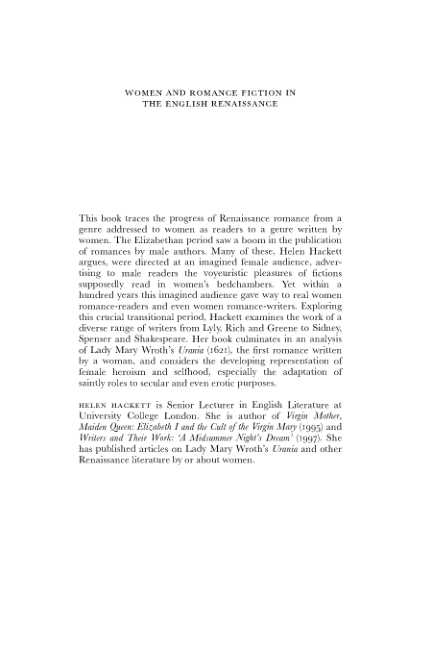 WOMEN AND ROMANCE FICTION IN
THE ENGLISH RENAISSANCE
This book traces the progress of Renaissance romance from a
genre addressed to women as readers to a genre written by
women. The Elizabethan period saw a boom in the publication
of romances by male authors. Many of these, Helen Hackett
argues, were directed at an imagined female audience, adver-
tising to male readers the voyeuristic pleasures of fictions
supposedly read in women's bedchambers. Yet within a
hundred years this imagined audience gave way to real women
romance-readers and even women romance-writers. Exploring
this crucial transitional period, Hackett examines the work of a
diverse range of writers from Lyly, Rich and Greene to Sidney,
Spenser and Shakespeare. Her book culminates in an analysis
of Lady Mary Wroth's Urania (1621), the first romance written
by a woman, and considers the developing representation of
female heroism and selfhood, especially the adaptation of
saintly roles to secular and even erotic purposes.
HELEN HACKETT is Senior Lecturer in English Literature at
University College London. She is author of Virgin Mother,
Maiden Queen: Elizabeth I and the Cult of the Virgin Mary (1995) and
Writers and Their Work: 'A Midsummer Night's Dream' (1997). She
has published articles on Lady Mary Wroth's Urania and other
Renaissance literature by or about women.